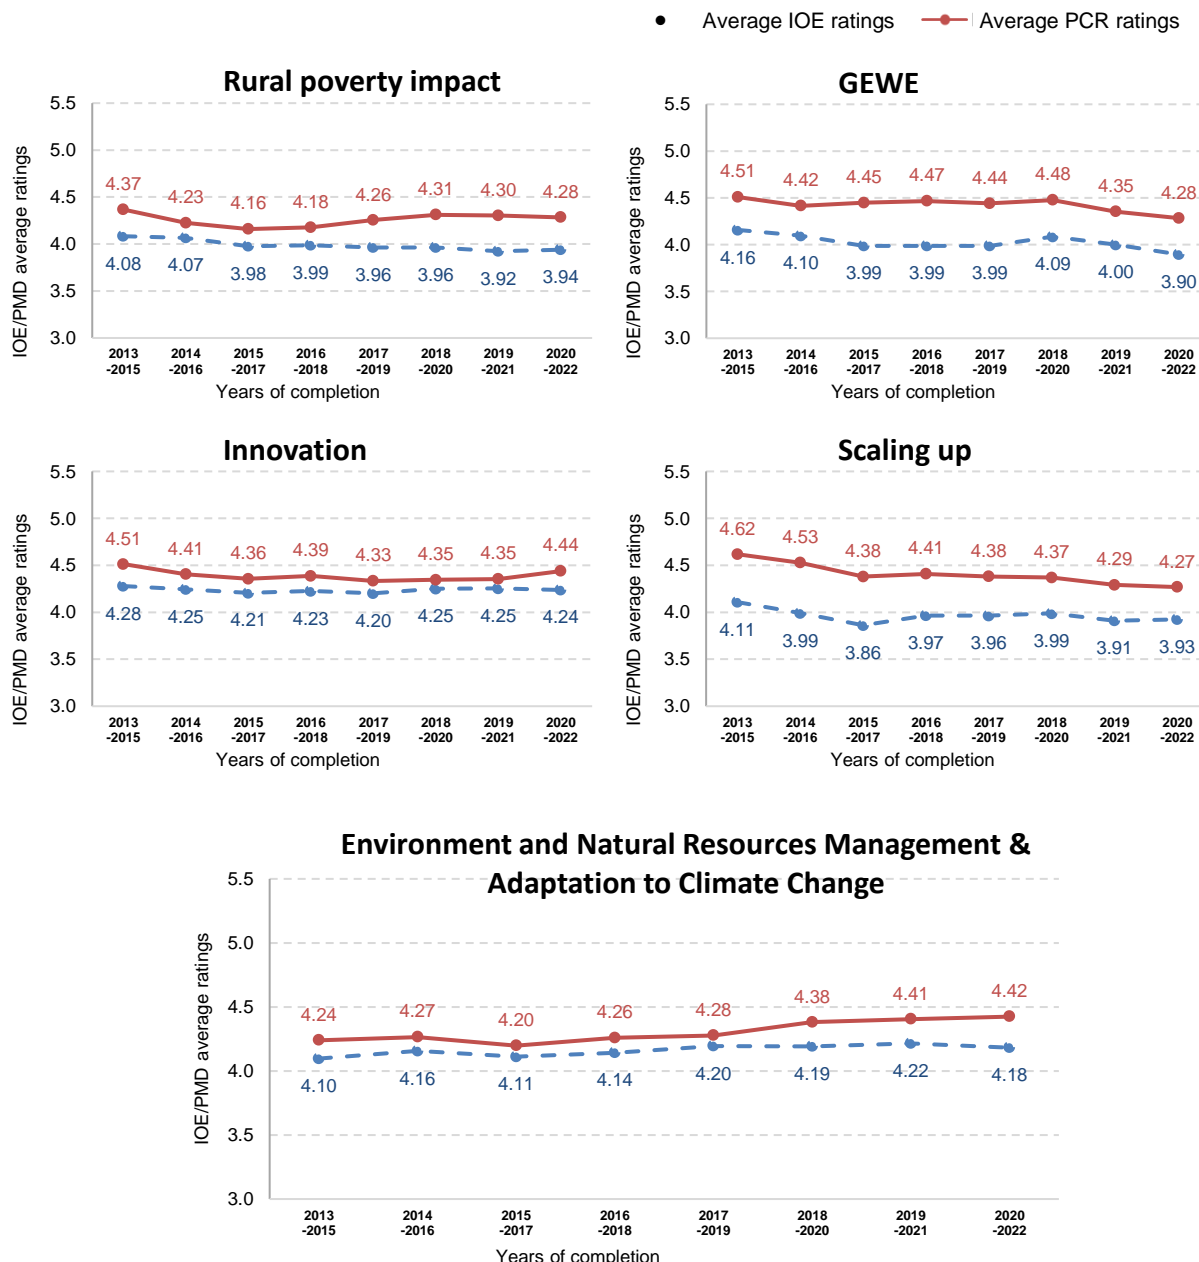 Average IOE ratings Average PCR ratings
Rural poverty impact
IOE/PMD average ratings
5.5
5.0
4.5
4.0
3.5
3.0
4.37 4.23 4.16 4.18 4.26 4.31 4.30 4.28
4.08 4.07 3.98 3.99 3.96 3.96 3.92 3.94
2013 2014 2015 2016 2017 2018 2019 2020
-2015 -2016 -2017 -2018 -2019 -2020 -2021 -2022
Years of completion
GEWE
IOE/PMD average ratings
5.5
5.0
4.5
4.0
3.5
3.0
4.51 4.42 4.45 4.47 4.44 4.48 4.35 4.28
4.16 4.10 3.99 3.99 3.99 4.09 4.00 3.90
2013 2014 2015 2016 2017 2018 2019 2020
-2015 -2016 -2017 -2018 -2019 -2020 -2021 -2022
Years of completion
Innovation
IOE/PMD average ratings
5.5
5.0
4.5
4.0
3.5
3.0
4.51 4.41 4.36 4.39 4.33 4.35 4.35 4.44
4.28 4.25 4.21 4.23 4.20 4.25 4.25 4.24
2013 2014 2015 2016 2017 2018 2019 2020
-2015 -2016 -2017 -2018 -2019 -2020 -2021 -2022
Years of completion
Scaling up
IOE/PMD average ratings
5.5
5.0
4.5
4.0
3.5
3.0
4.62 4.53 4.38 4.41 4.38 4.37 4.29 4.27
4.11 3.99 3.86 3.97 3.96 3.99 3.91 3.93
2013 2014 2015 2016 2017 2018 2019 2020
-2015 -2016 -2017 -2018 -2019 -2020 -2021 -2022
Years of completion
Environment and Natural Resources Management &
Adaptation to Climate Change
IOE/PMD average ratings
5.5
5.0
4.5
4.0
3.5
3.0
4.24 4.27 4.20 4.26 4.28 4.38 4.41 4.42
4.10 4.16 4.11 4.14 4.20 4.19 4.22 4.18
2013 2014 2015 2016 2017 2018 2019 2020
-2015 -2016 -2017 -2018 -2019 -2020 -2021 -2022
Years of completion